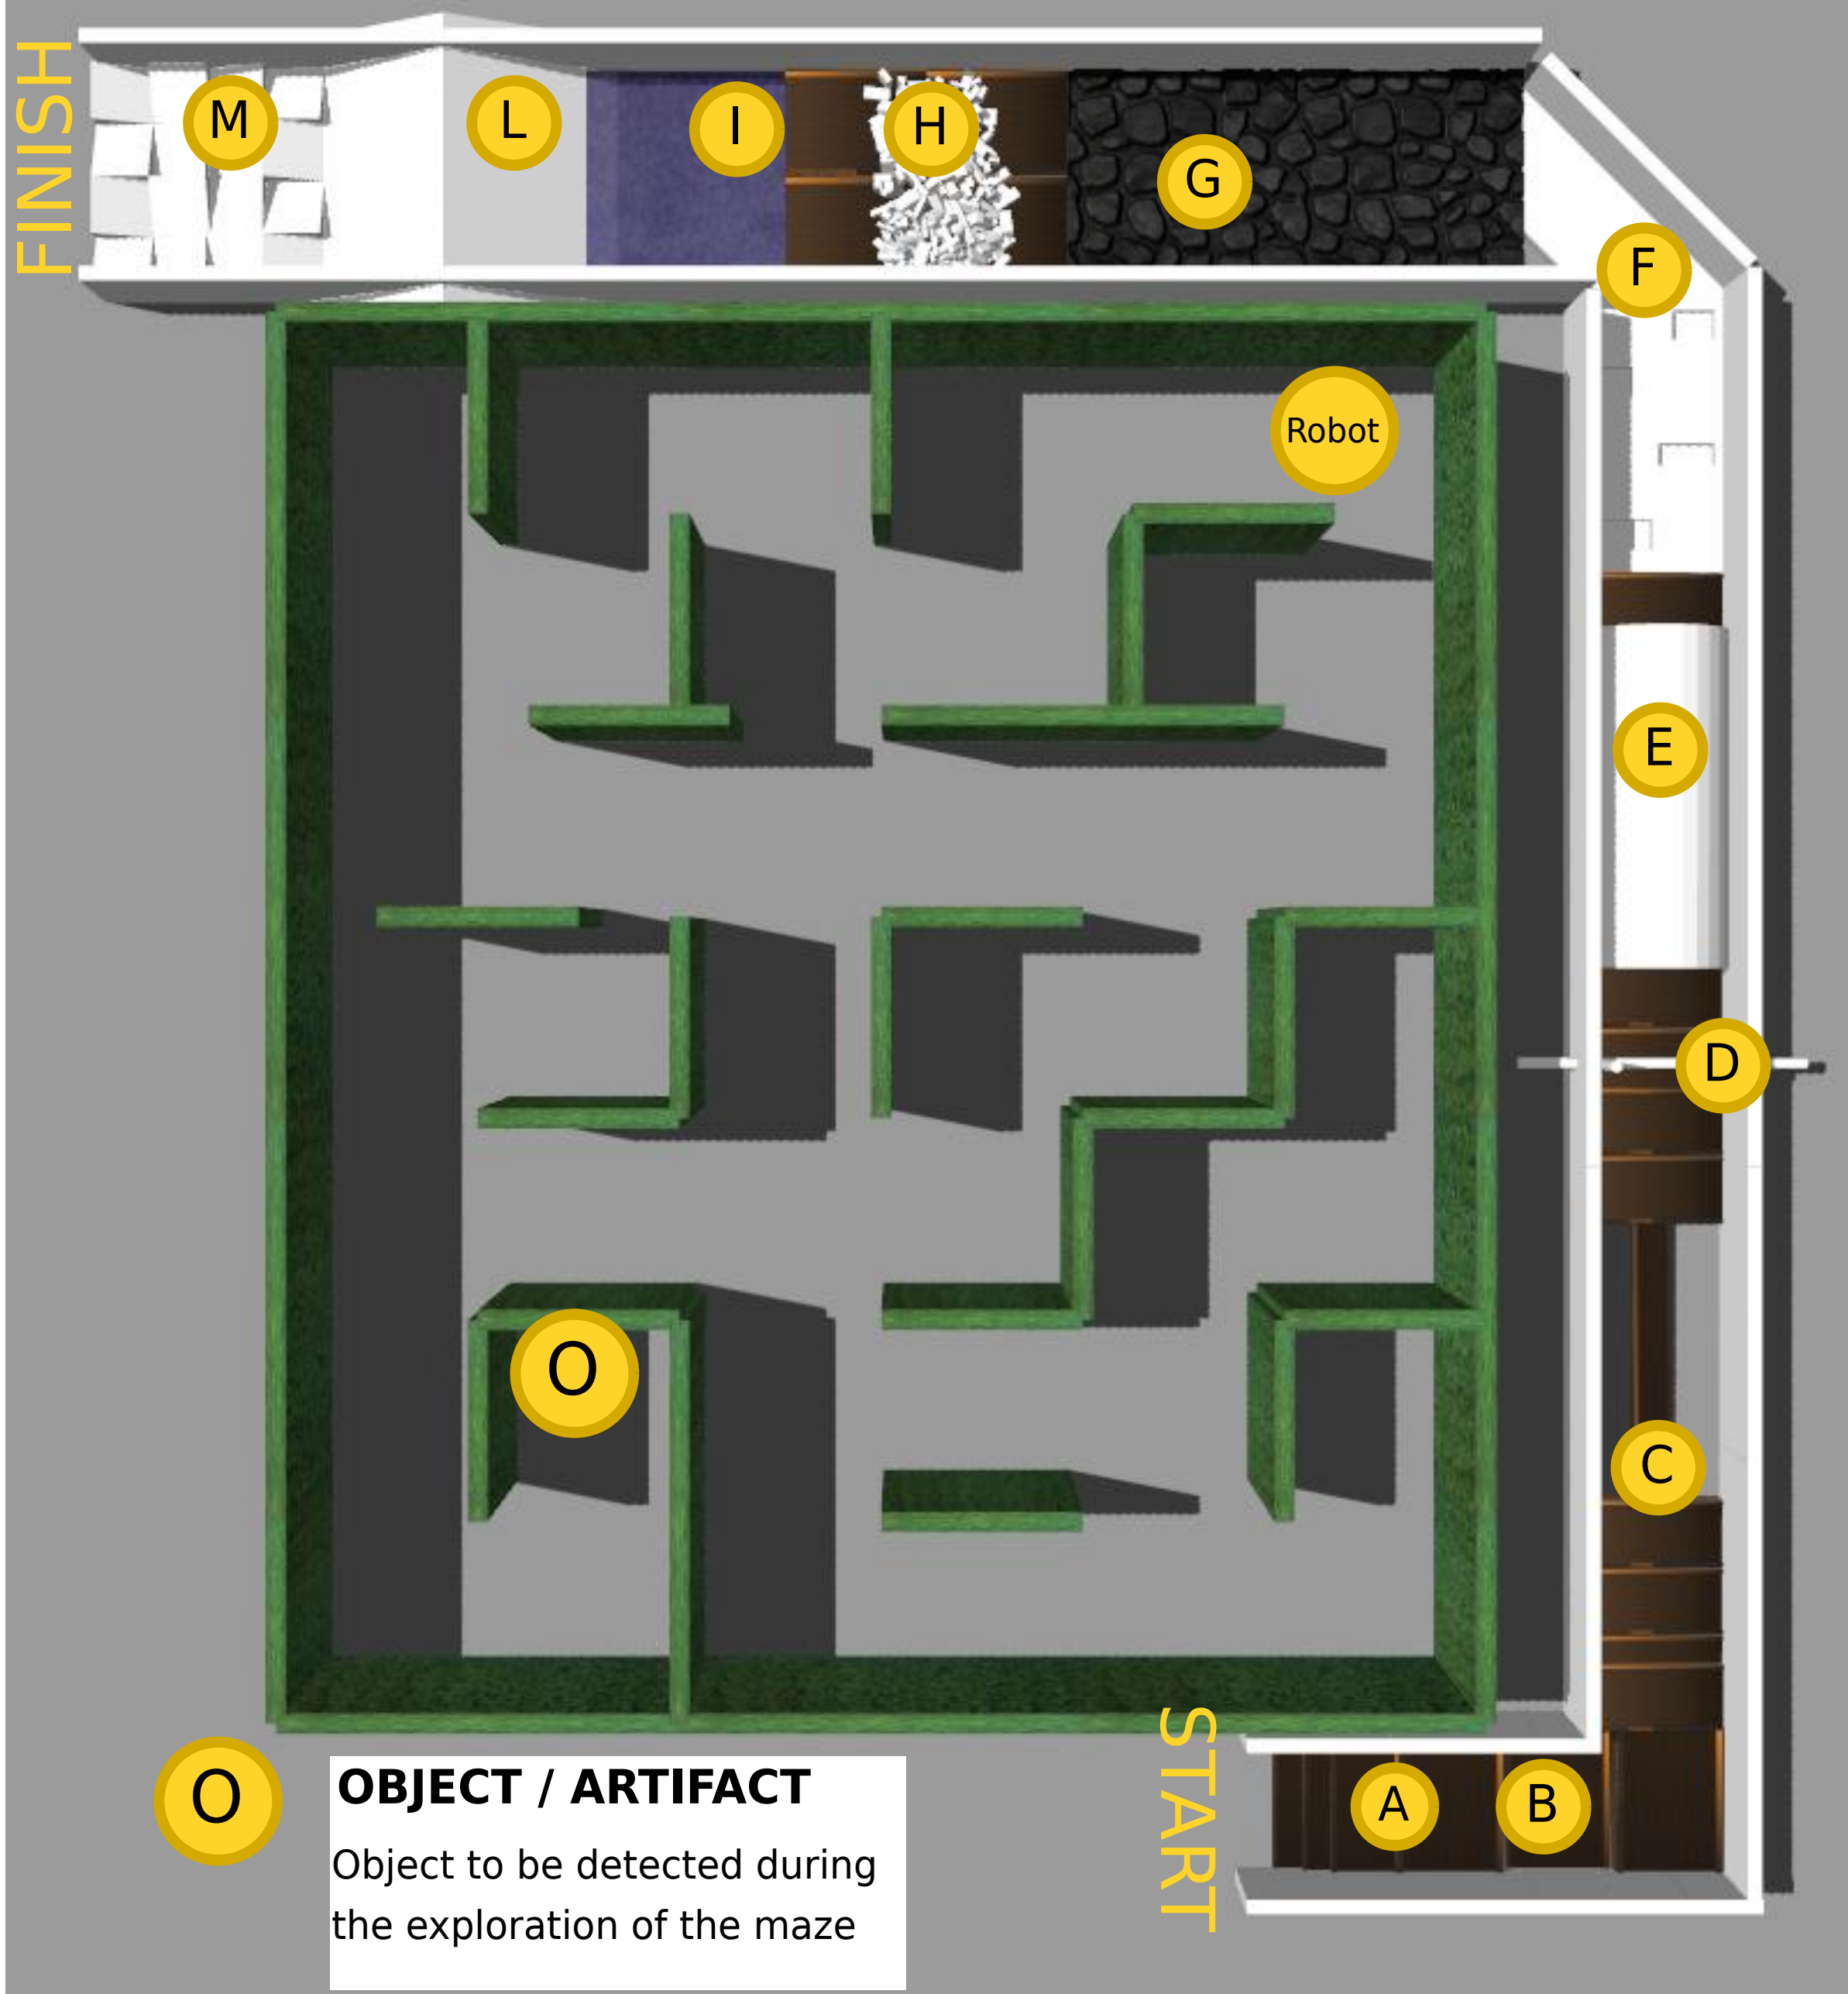 FINISH
M
L
I
H
G
F
Robot
E
D
O
C
START
A
B
O
OBJECT / ARTIFACT
Object to be detected during
the exploration of the maze